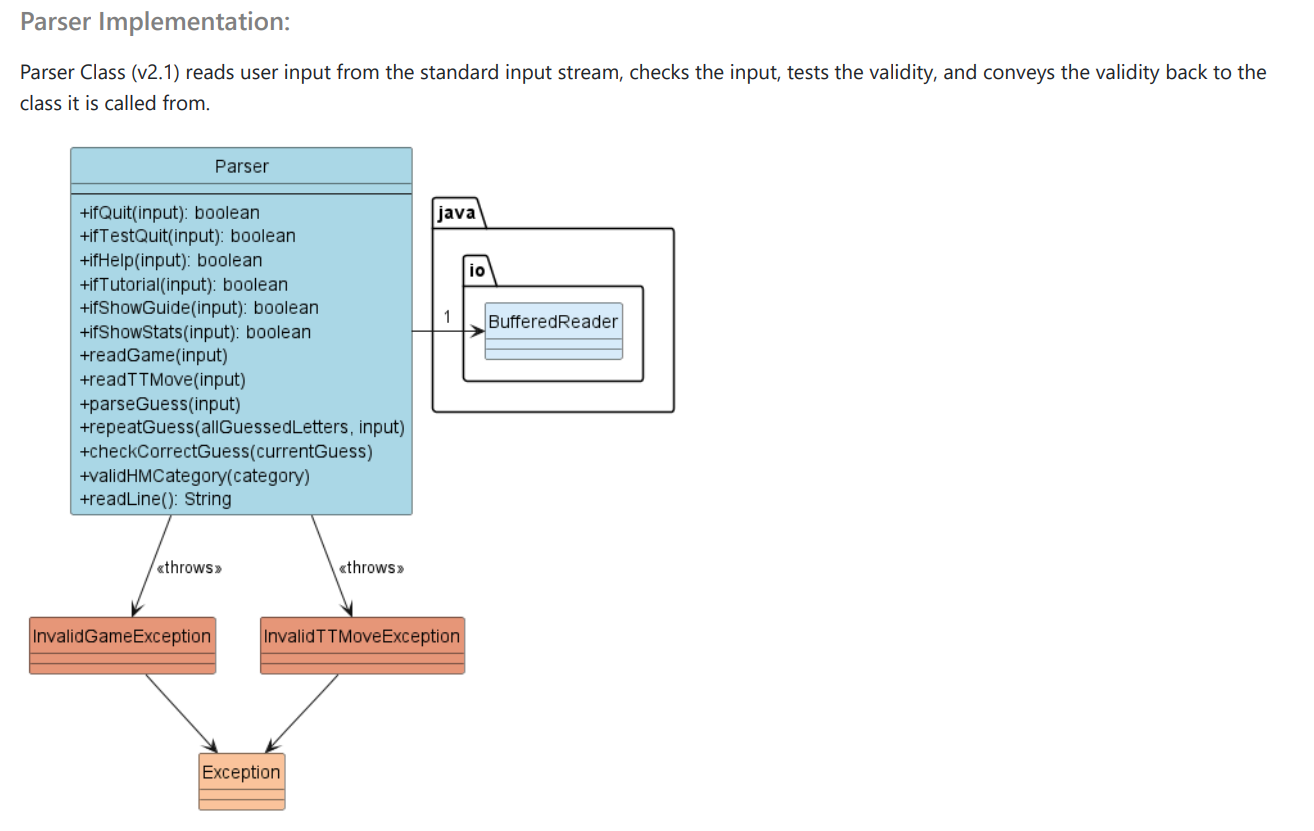 Parser Implementation:
Parser Class (v2.1) reads user input from the standard input stream, checks the input, tests the validity, and conveys the validity back to the
class it is called from.
Parser
+ifQuit(input): boolean
+ifTestQuit(input): boolean
+ifHelp(input): boolean
+ifTutorial(input): boolean
+ifShowGuide(input): boolean
+ifShowStats(input): boolean
+readGame(input)
+readTTMove(input)
+parseGuess(input)
+repeatGuess(allGuessedLetters, input)
+checkCorrectGuess(currentGuess)
+validHMCategory(category)
+readLine(): String
java
io
1
BufferedReader
«throws»
«throws»
InvalidGameException
InvalidTTMoveException
Exception